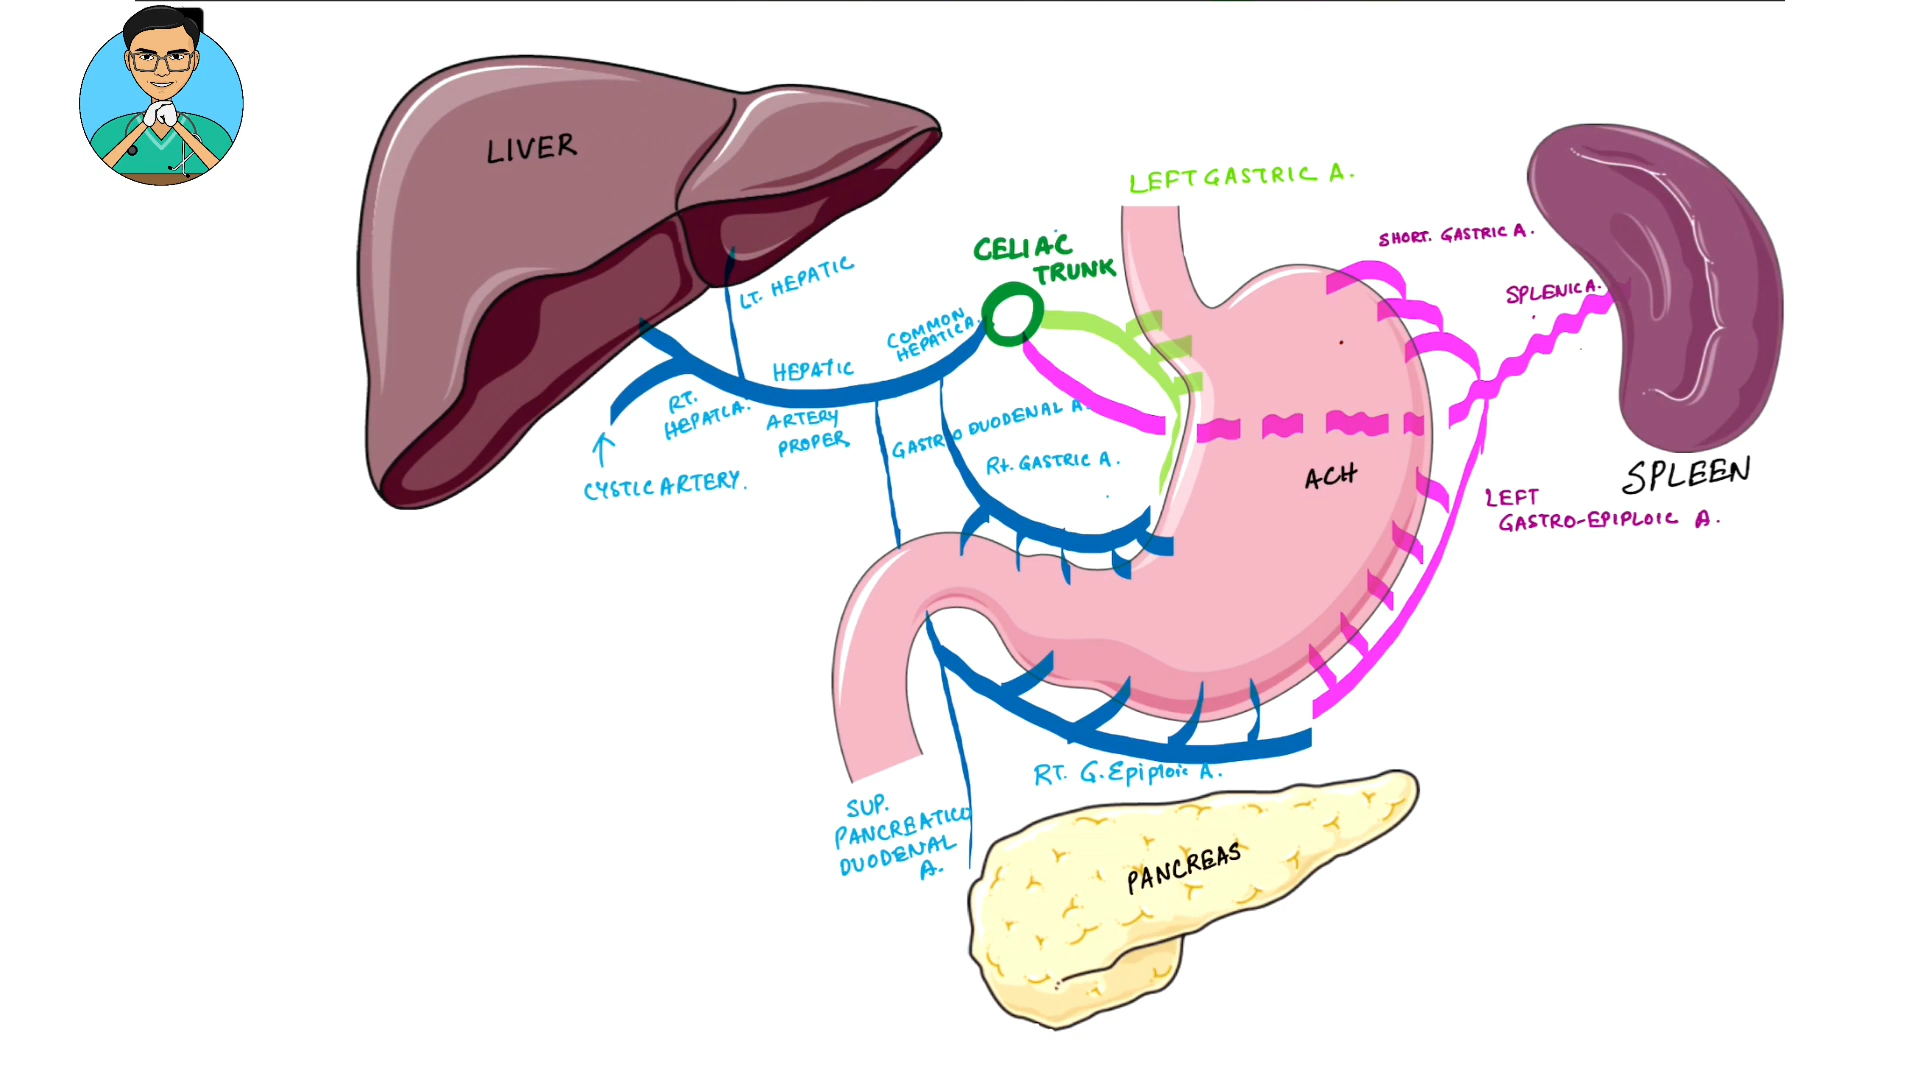 LIVER
LEFT GASTRIC A.
CELIAC
TRUNK
SHORT. GASTRIC A.
SPLENIC A.
LT. HEPATIC
COMMON
HEPATIC A.
HEPATIC
ARTERY
PROPER
RT.
HEPATIC A.
GASTRO DUODENAL A.
RT. GASTRIC A.
CYSTIC ARTERY.
ACH
SPLEEN
LEFT
GASTRO-EPIPLOIC A.
RT. G. Epiploic A.
SUP.
PANCREATICO
DUODENAL
A.
PANCREAS